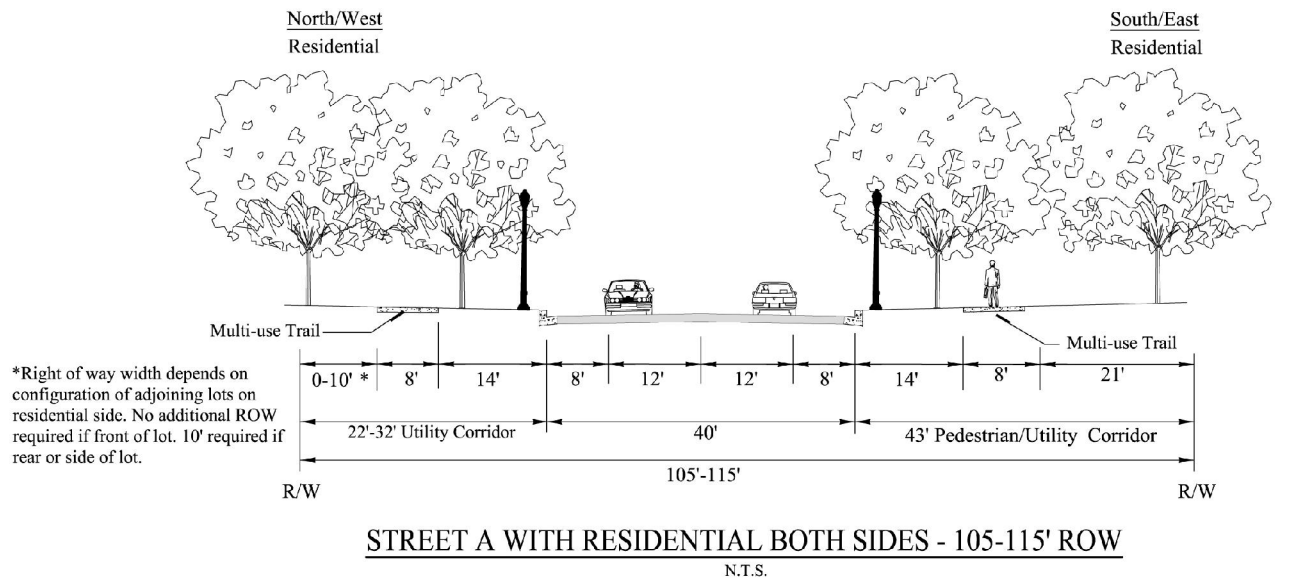 North/West
Residential
South/East
Residential
Multi-use Trail
Multi-use Trail
*Right of way width depends on
configuration of adjoining lots on
residential side. No additional ROW
required if front of lot. 10' required if
rear or side of lot.
0-10' * 8' 14' 8' 12' 12' 8' 14' 8' 21'
22'-32' Utility Corridor 40' 43' Pedestrian/Utility Corridor
105'-115'
R/W R/W
STREET A WITH RESIDENTIAL BOTH SIDES - 105-115' ROW
N.T.S.